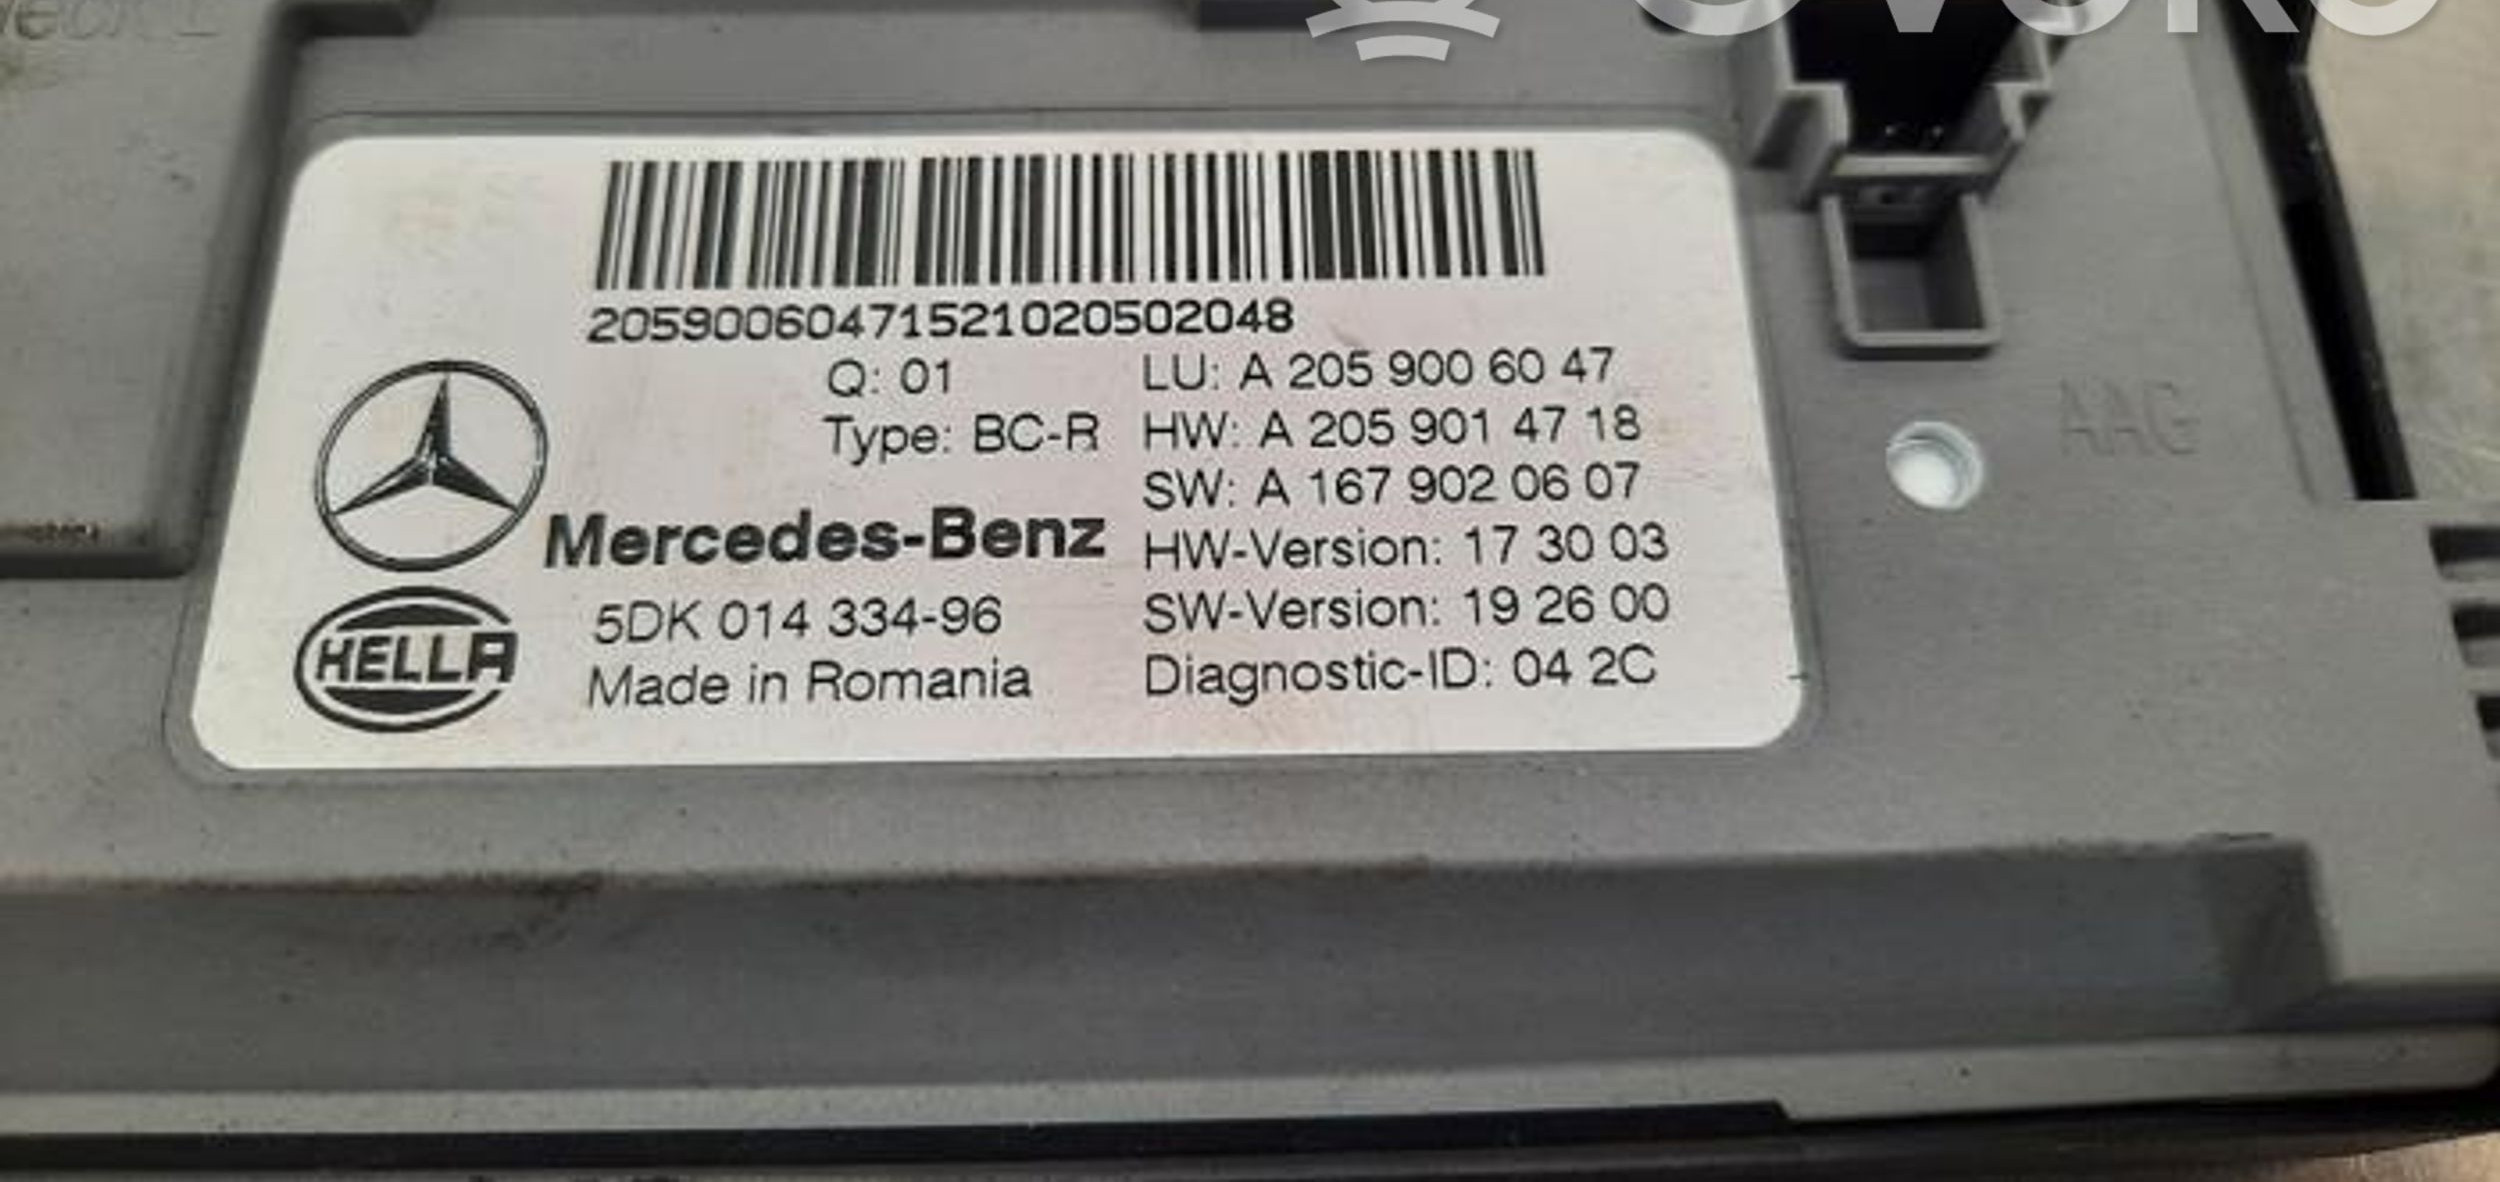 20590060471521020502048
Q: 01
Type: BC-R
LU: A 205 900 60 47
HW: A 205 901 47 18
SW: A 167 902 06 07
HW-Version: 17 30 03
SW-Version: 19 26 00
Diagnostic-ID: 04 2C
Mercedes-Benz
HELLA
5DK 014 334-96
Made in Romania
AAG